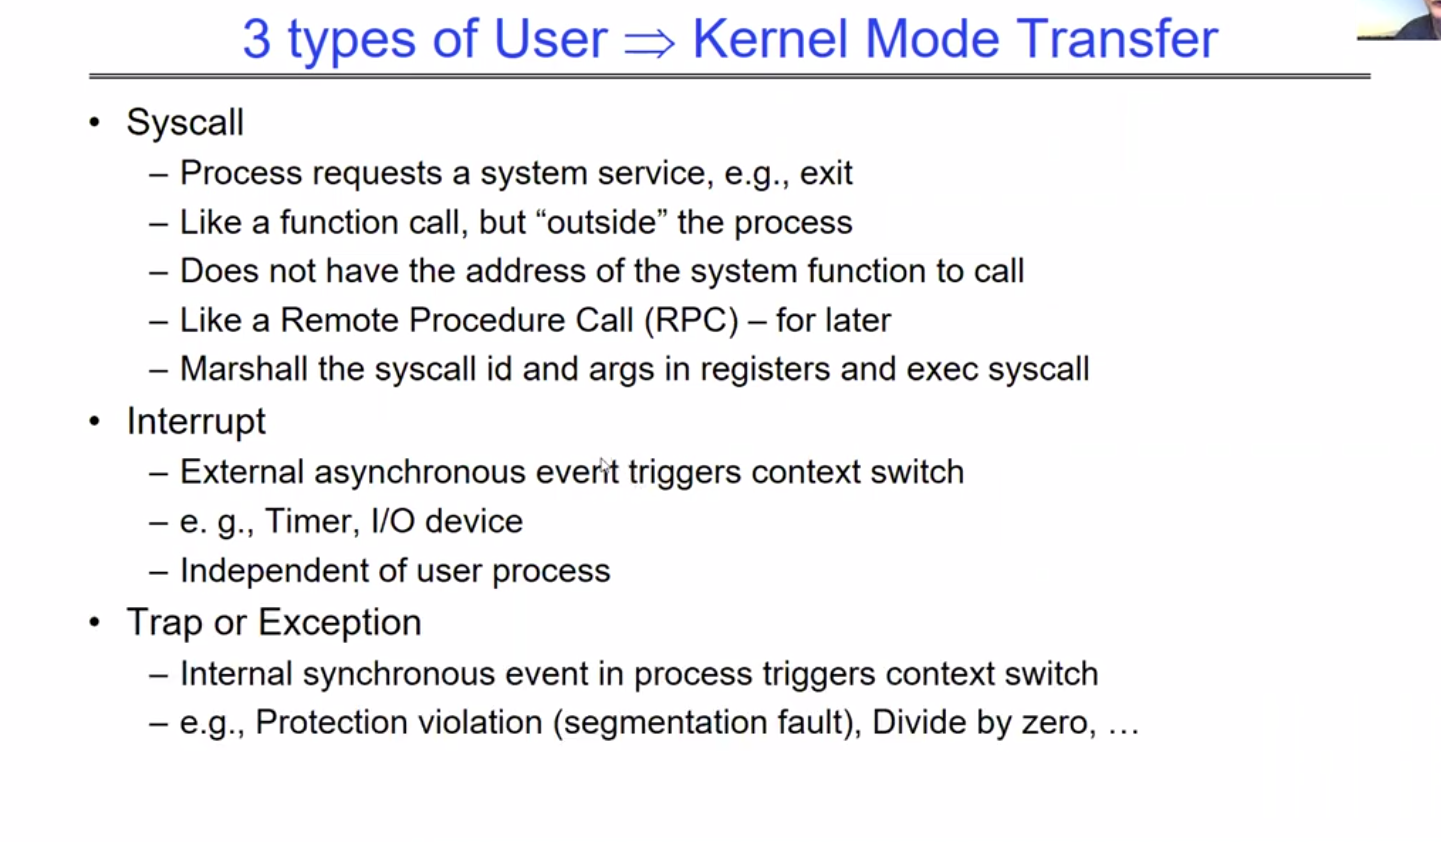 3 types of User ⇒ Kernel Mode Transfer
• Syscall
– Process requests a system service, e.g., exit
– Like a function call, but “outside” the process
– Does not have the address of the system function to call
– Like a Remote Procedure Call (RPC) – for later
– Marshall the syscall id and args in registers and exec syscall
• Interrupt
– External asynchronous event triggers context switch
– e. g., Timer, I/O device
– Independent of user process
• Trap or Exception
– Internal synchronous event in process triggers context switch
– e.g., Protection violation (segmentation fault), Divide by zero, …